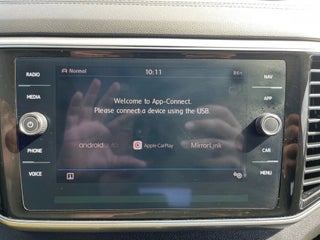 RADIO
Normal
10:11
86°F
NAV
MEDIA
APP
Welcome to App-Connect.
Please connect a device using the USB.
PHONE
android auto
Apple CarPlay
MirrorLink
CAR
VOICE
MENU